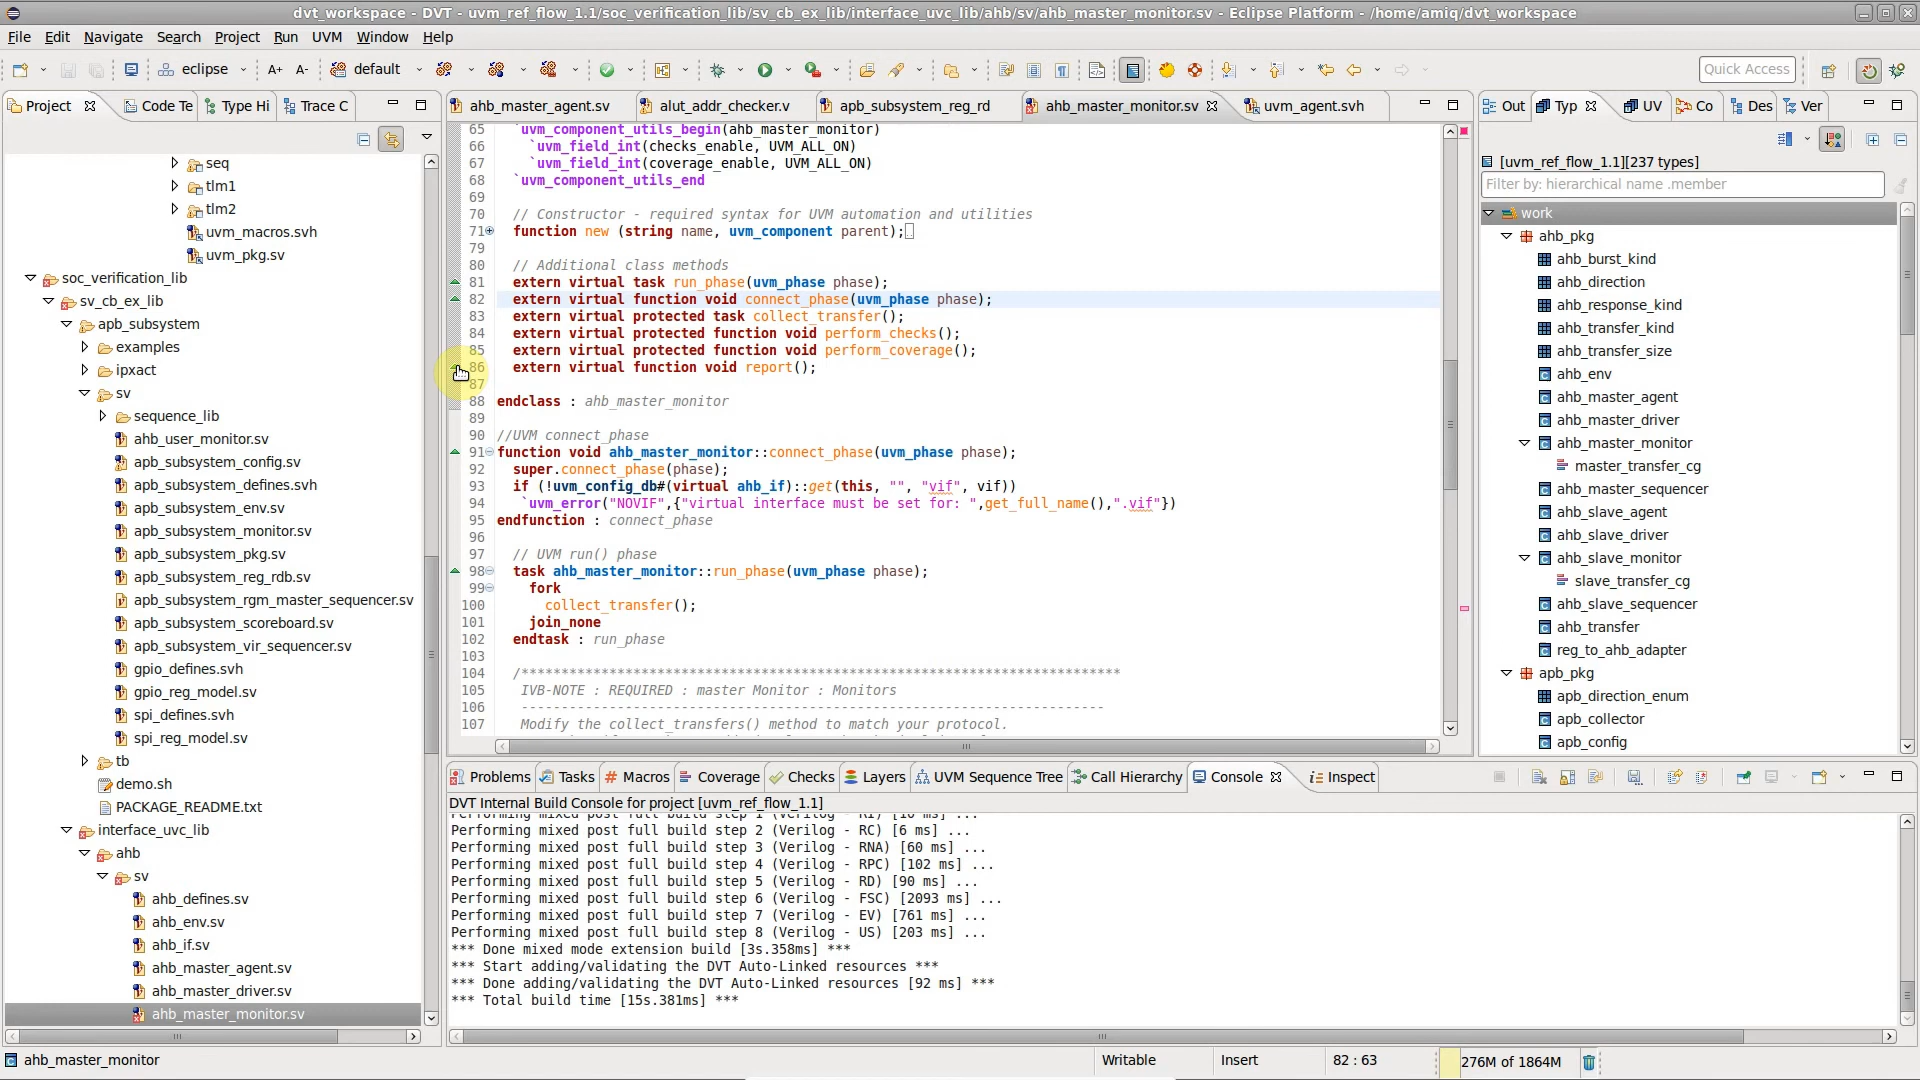 dvt_workspace - DVT - uvm_ref_flow_1.1/soc_verification_lib/sv_cb_ex_lib/interface_uvc_lib/ahb/sv/ahb_master_monitor.sv - Eclipse Platform - /home/amiq/dvt_workspace
File Edit Navigate Search Project Run UVM Window Help
eclipse A+ A- default Quick Access
Project Code Te Type Hi Trace C
seq
tlm1
tlm2
uvm_macros.svh
uvm_pkg.sv
soc_verification_lib
sv_cb_ex_lib
apb_subsystem
examples
ipxact
sv
sequence_lib
ahb_user_monitor.sv
apb_subsystem_config.sv
apb_subsystem_defines.svh
apb_subsystem_env.sv
apb_subsystem_monitor.sv
apb_subsystem_pkg.sv
apb_subsystem_reg_rdb.sv
apb_subsystem_rgm_master_sequencer.sv
apb_subsystem_scoreboard.sv
apb_subsystem_vir_sequencer.sv
gpio_defines.svh
gpio_reg_model.sv
spi_defines.svh
spi_reg_model.sv
tb
demo.sh
PACKAGE_README.txt
interface_uvc_lib
ahb
sv
ahb_defines.sv
ahb_env.sv
ahb_if.sv
ahb_master_agent.sv
ahb_master_driver.sv
ahb_master_monitor.sv
ahb_master_agent.sv alut_addr_checker.v apb_subsystem_reg_rd ahb_master_monitor.sv uvm_agent.svh
65 `uvm_component_utils_begin(ahb_master_monitor)
66 `uvm_field_int(checks_enable, UVM_ALL_ON)
67 `uvm_field_int(coverage_enable, UVM_ALL_ON)
68 `uvm_component_utils_end
69
70 // Constructor - required syntax for UVM automation and utilities
71 function new (string name, uvm_component parent);
79
80 // Additional class methods
81 extern virtual task run_phase(uvm_phase phase);
82 extern virtual function void connect_phase(uvm_phase phase);
83 extern virtual protected task collect_transfer();
84 extern virtual protected function void perform_checks();
85 extern virtual protected function void perform_coverage();
86 extern virtual function void report();
87
88 endclass : ahb_master_monitor
89
90 //UVM connect_phase
91 function void ahb_master_monitor::connect_phase(uvm_phase phase);
92 super.connect_phase(phase);
93 if (!uvm_config_db#(virtual ahb_if)::get(this, "", "vif", vif))
94 `uvm_error("NOVIF",{"virtual interface must be set for: ",get_full_name(),".vif"})
95 endfunction : connect_phase
96
97 // UVM run() phase
98 task ahb_master_monitor::run_phase(uvm_phase phase);
99 fork
100 collect_transfer();
101 join_none
102 endtask : run_phase
103
104 /***************************************************************************
105 IVB-NOTE : REQUIRED : master Monitor : Monitors
106 -------------------------------------------------------------------------
107 Modify the collect_transfers() method to match your protocol.
Out Typ UV Co Des Ver
[uvm_ref_flow_1.1][237 types]
Filter by: hierarchical name .member
work
ahb_pkg
ahb_burst_kind
ahb_direction
ahb_response_kind
ahb_transfer_kind
ahb_transfer_size
ahb_env
ahb_master_agent
ahb_master_driver
ahb_master_monitor
master_transfer_cg
ahb_master_sequencer
ahb_slave_agent
ahb_slave_driver
ahb_slave_monitor
slave_transfer_cg
ahb_slave_sequencer
ahb_transfer
reg_to_ahb_adapter
apb_pkg
apb_direction_enum
apb_collector
apb_config
Problems Tasks # Macros Coverage Checks Layers UVM Sequence Tree Call Hierarchy Console Inspect
DVT Internal Build Console for project [uvm_ref_flow_1.1]
Performing mixed post full build step 1 (Verilog - RI) [16 ms] ...
Performing mixed post full build step 2 (Verilog - RC) [6 ms] ...
Performing mixed post full build step 3 (Verilog - RNA) [60 ms] ...
Performing mixed post full build step 4 (Verilog - RPC) [102 ms] ...
Performing mixed post full build step 5 (Verilog - RD) [90 ms] ...
Performing mixed post full build step 6 (Verilog - FSC) [2093 ms] ...
Performing mixed post full build step 7 (Verilog - EV) [761 ms] ...
Performing mixed post full build step 8 (Verilog - US) [203 ms] ...
*** Done mixed mode extension build [3s.358ms] ***
*** Start adding/validating the DVT Auto-Linked resources ***
*** Done adding/validating the DVT Auto-Linked resources [92 ms] ***
*** Total build time [15s.381ms] ***
ahb_master_monitor Writable Insert 82 : 63 276M of 1864M